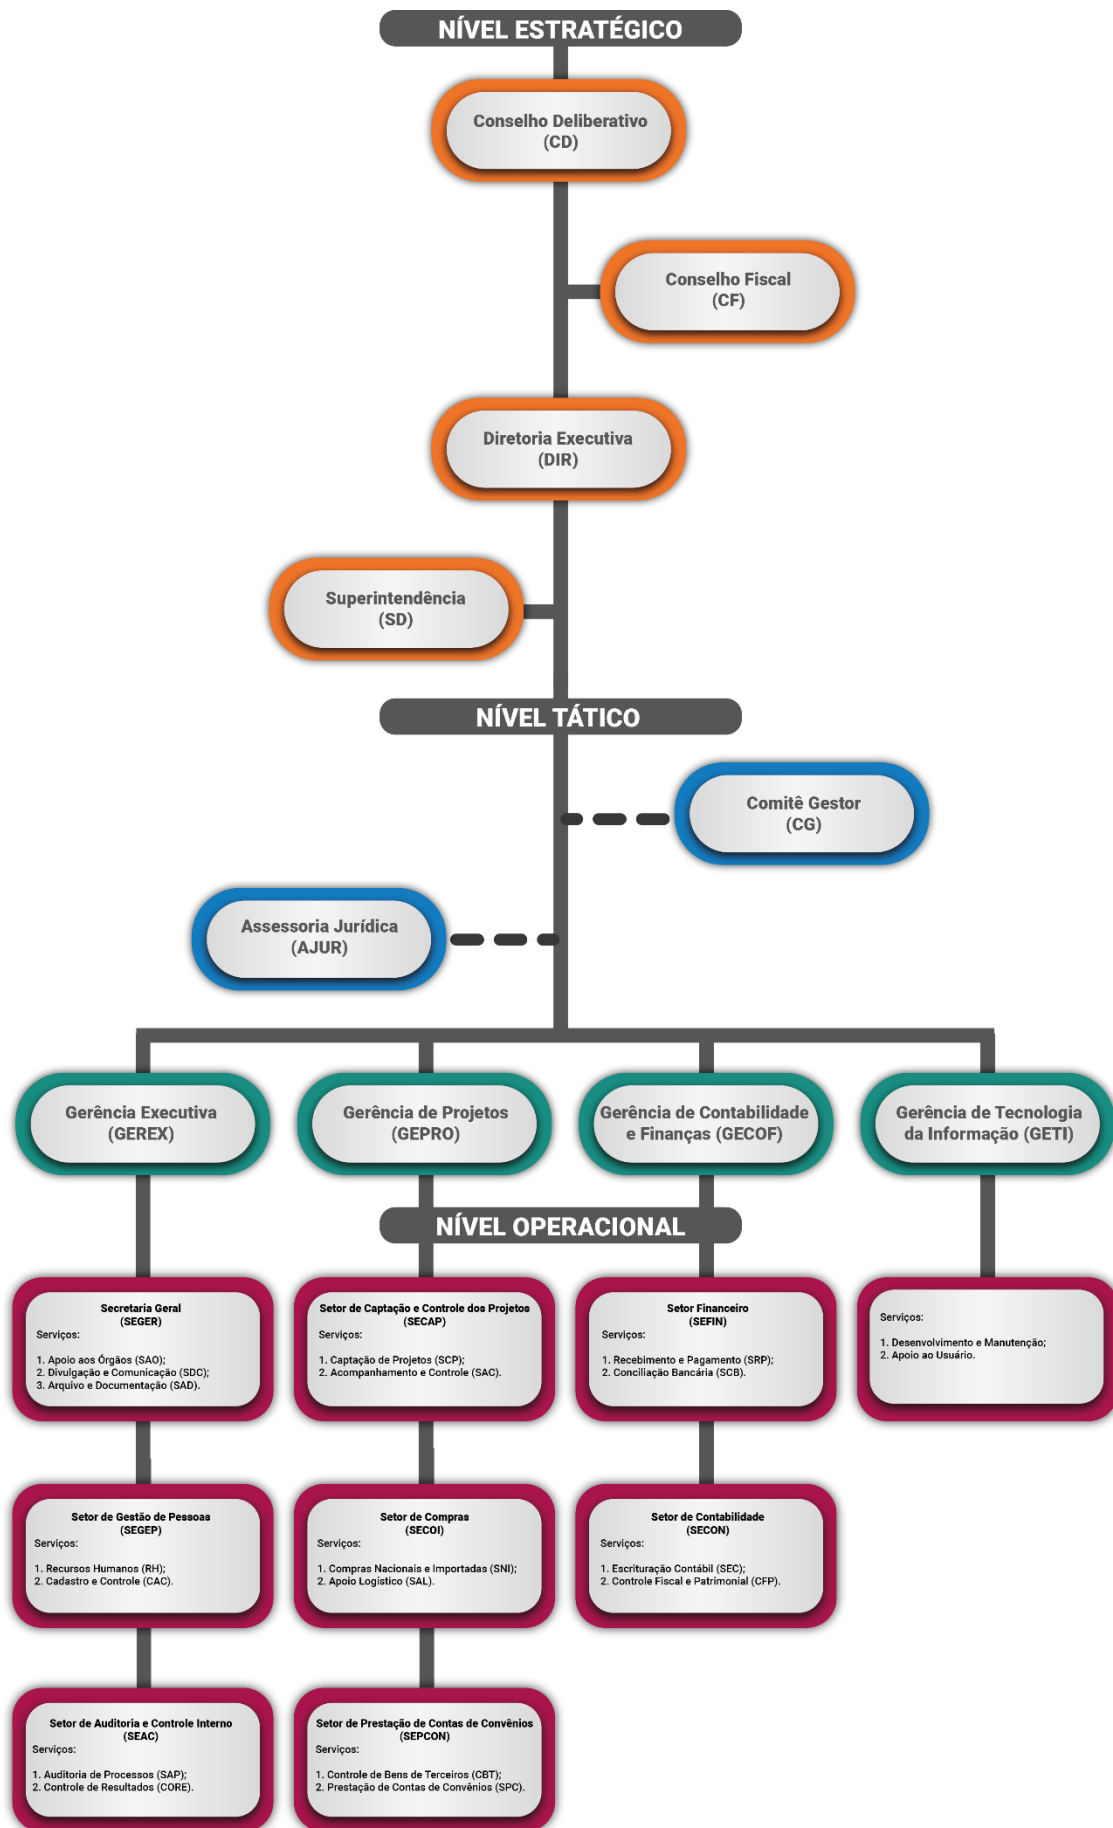 NÍVEL ESTRATÉGICO
Conselho Deliberativo
(CD)
Conselho Fiscal
(CF)
Diretoria Executiva
(DIR)
Superintendência
(SD)
NÍVEL TÁTICO
Comitê Gestor
(CG)
Assessoria Jurídica
(AJUR)
Gerência Executiva
(GEREX)
Gerência de Projetos
(GEPRO)
Gerência de Contabilidade
e Finanças (GECOF)
Gerência de Tecnologia
da Informação (GETI)
NÍVEL OPERACIONAL
Secretaria Geral
(SEGER)
Serviços:
1. Apoio aos Órgãos (SAO);
2. Divulgação e Comunicação (SDC);
3. Arquivo e Documentação (SAD).
Setor de Captação e Controle dos Projetos
(SECAP)
Serviços:
1. Captação de Projetos (SCP);
2. Acompanhamento e Controle (SAC).
Setor Financeiro
(SEFIN)
Serviços:
1. Recebimento e Pagamento (SRP);
2. Conciliação Bancária (SCB).
Serviços:
1. Desenvolvimento e Manutenção;
2. Apoio ao Usuário.
Setor de Gestão de Pessoas
(SEGEP)
Serviços:
1. Recursos Humanos (RH);
2. Cadastro e Controle (CAC).
Setor de Compras
(SECOI)
Serviços:
1. Compras Nacionais e Importadas (SNI);
2. Apoio Logístico (SAL).
Setor de Contabilidade
(SECON)
Serviços:
1. Escrituração Contábil (SEC);
2. Controle Fiscal e Patrimonial (CFP).
Setor de Auditoria e Controle Interno
(SEAC)
Serviços:
1. Auditoria de Processos (SAP);
2. Controle de Resultados (CORE).
Setor de Prestação de Contas de Convênios
(SEPCON)
Serviços:
1. Controle de Bens de Terceiros (CBT);
2. Prestação de Contas de Convênios (SPC).